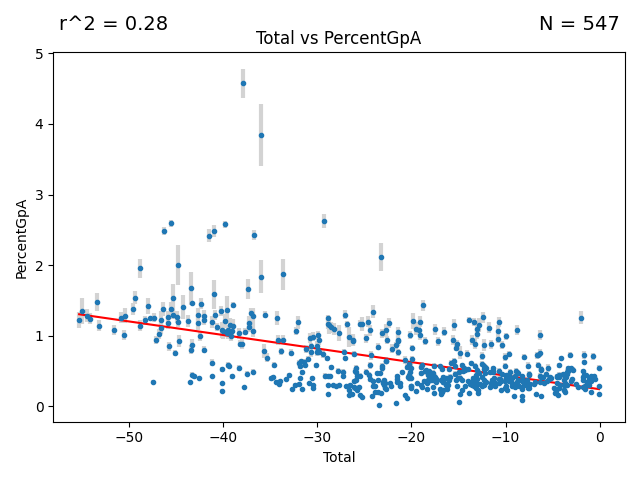 r^2 = 0.28
N = 547
Total vs PercentGpA
5
4
3
2
1
0
PercentGpA
−50
−40
−30
−20
−10
0
Total